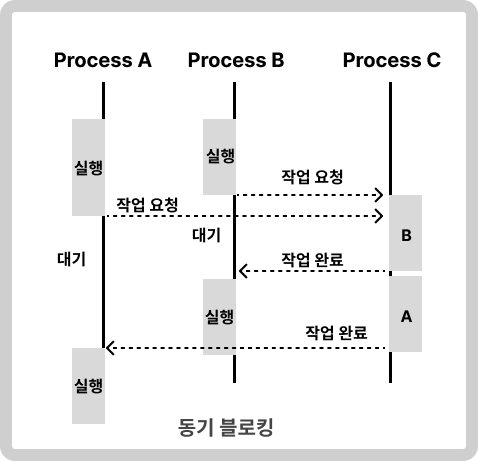 Process A
Process B
Process C
실행
실행
작업 요청
작업 요청
대기
대기
B
작업 완료
실행
A
작업 완료
실행
동기 블로킹